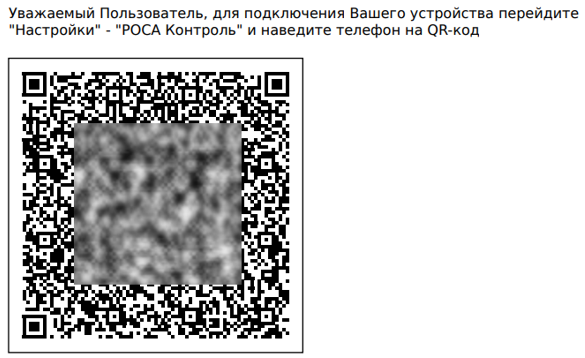 Уважаемый Пользователь, для подключения Вашего устройства перейдите
"Настройки" - "РОСА Контроль" и наведите телефон на QR-код